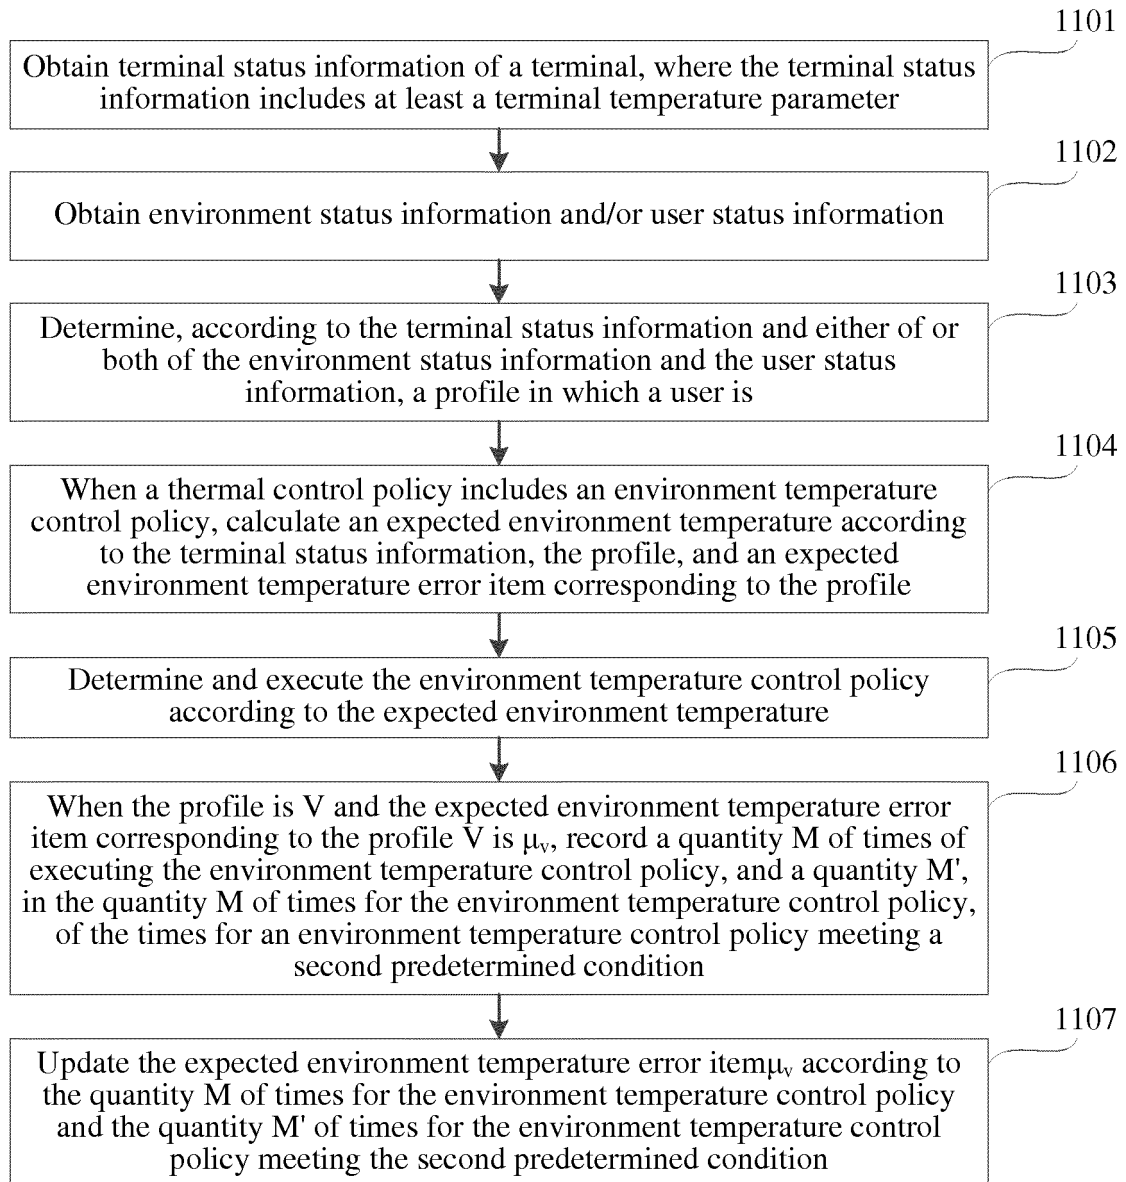 1101
Obtain terminal status information of a terminal, where the terminal status
information includes at least a terminal temperature parameter
1102
Obtain environment status information and/or user status information
1103
Determine, according to the terminal status information and either of or
both of the environment status information and the user status
information, a profile in which a user is
1104
When a thermal control policy includes an environment temperature
control policy, calculate an expected environment temperature according
to the terminal status information, the profile, and an expected
environment temperature error item corresponding to the profile
1105
Determine and execute the environment temperature control policy
according to the expected environment temperature
1106
When the profile is V and the expected environment temperature error
item corresponding to the profile V is μᵥ, record a quantity M of times of
executing the environment temperature control policy, and a quantity M',
in the quantity M of times for the environment temperature control policy,
of the times for an environment temperature control policy meeting a
second predetermined condition
1107
Update the expected environment temperature error itemμᵥ according to
the quantity M of times for the environment temperature control policy
and the quantity M' of times for the environment temperature control
policy meeting the second predetermined condition